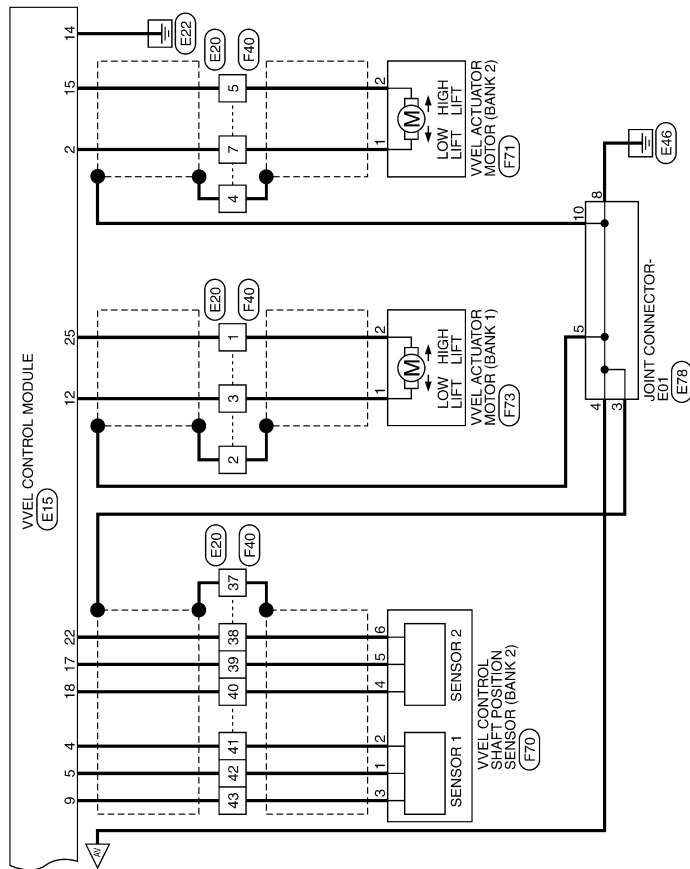 VVEL CONTROL MODULE
E15
9
5
4
18
17
22
12
25
2
15
14
E22
E20
F40
43
42
41
40
39
38
37
E20
F40
3
2
1
E20
F40
4
7
5
3
1
2
4
5
6
SENSOR 1
SENSOR 2
VVEL CONTROL
SHAFT POSITION
SENSOR (BANK 2)
F70
1
2
M
LOW
LIFT
HIGH
LIFT
VVEL ACTUATOR
MOTOR (BANK 1)
F73
1
2
M
LOW
LIFT
HIGH
LIFT
VVEL ACTUATOR
MOTOR (BANK 2)
F71
AV
4
3
5
10
8
JOINT CONNECTOR-
E01
E78
E46